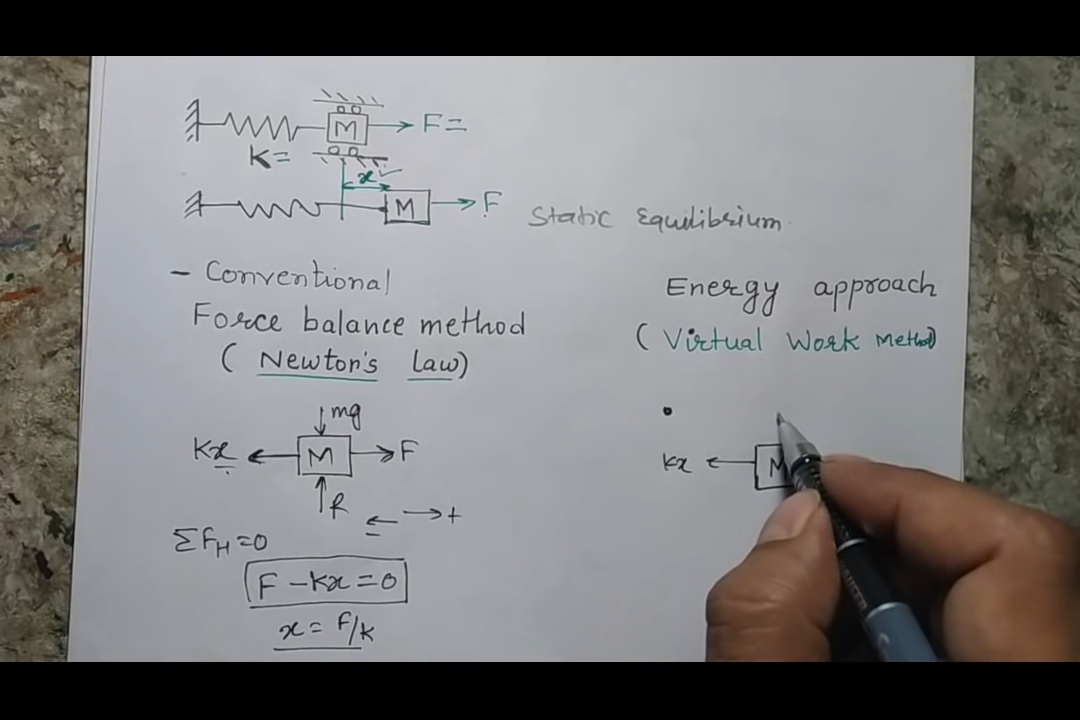 M F=
K=
x
M F
Static Equilibrium.
- Conventional
Force balance method
( Newton's Law)
mg
Kx M F
R
- +
ΣFH=0
F-kx=0
x= F/k
Energy approach
( Virtual Work Method)
Kx M